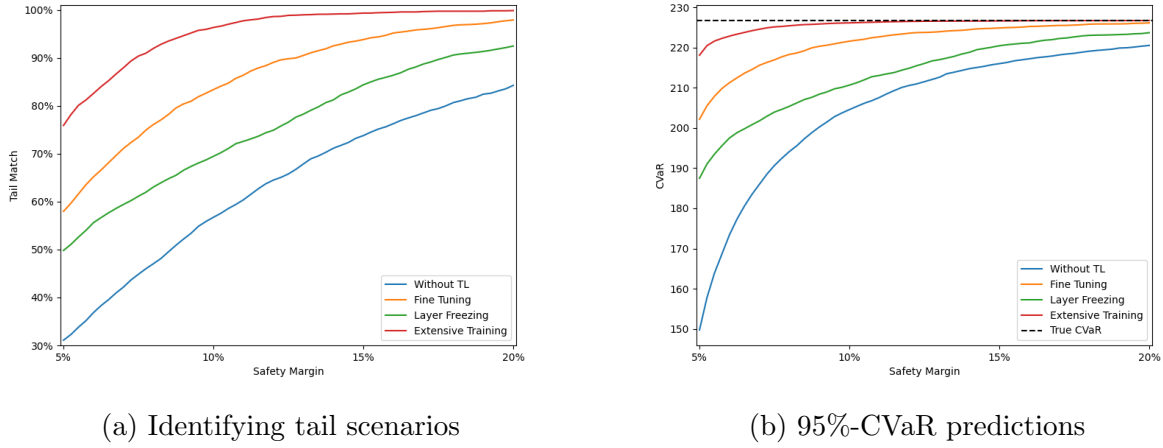 100%
90%
80%
70%
60%
50%
40%
30%
Tail Match
5%
10%
15%
20%
Safety Margin
Without TL
Fine Tuning
Layer Freezing
Extensive Training
(a) Identifying tail scenarios
230
220
210
200
190
180
170
160
150
CVaR
5%
10%
15%
20%
Safety Margin
Without TL
Fine Tuning
Layer Freezing
Extensive Training
True CVaR
(b) 95%-CVaR predictions